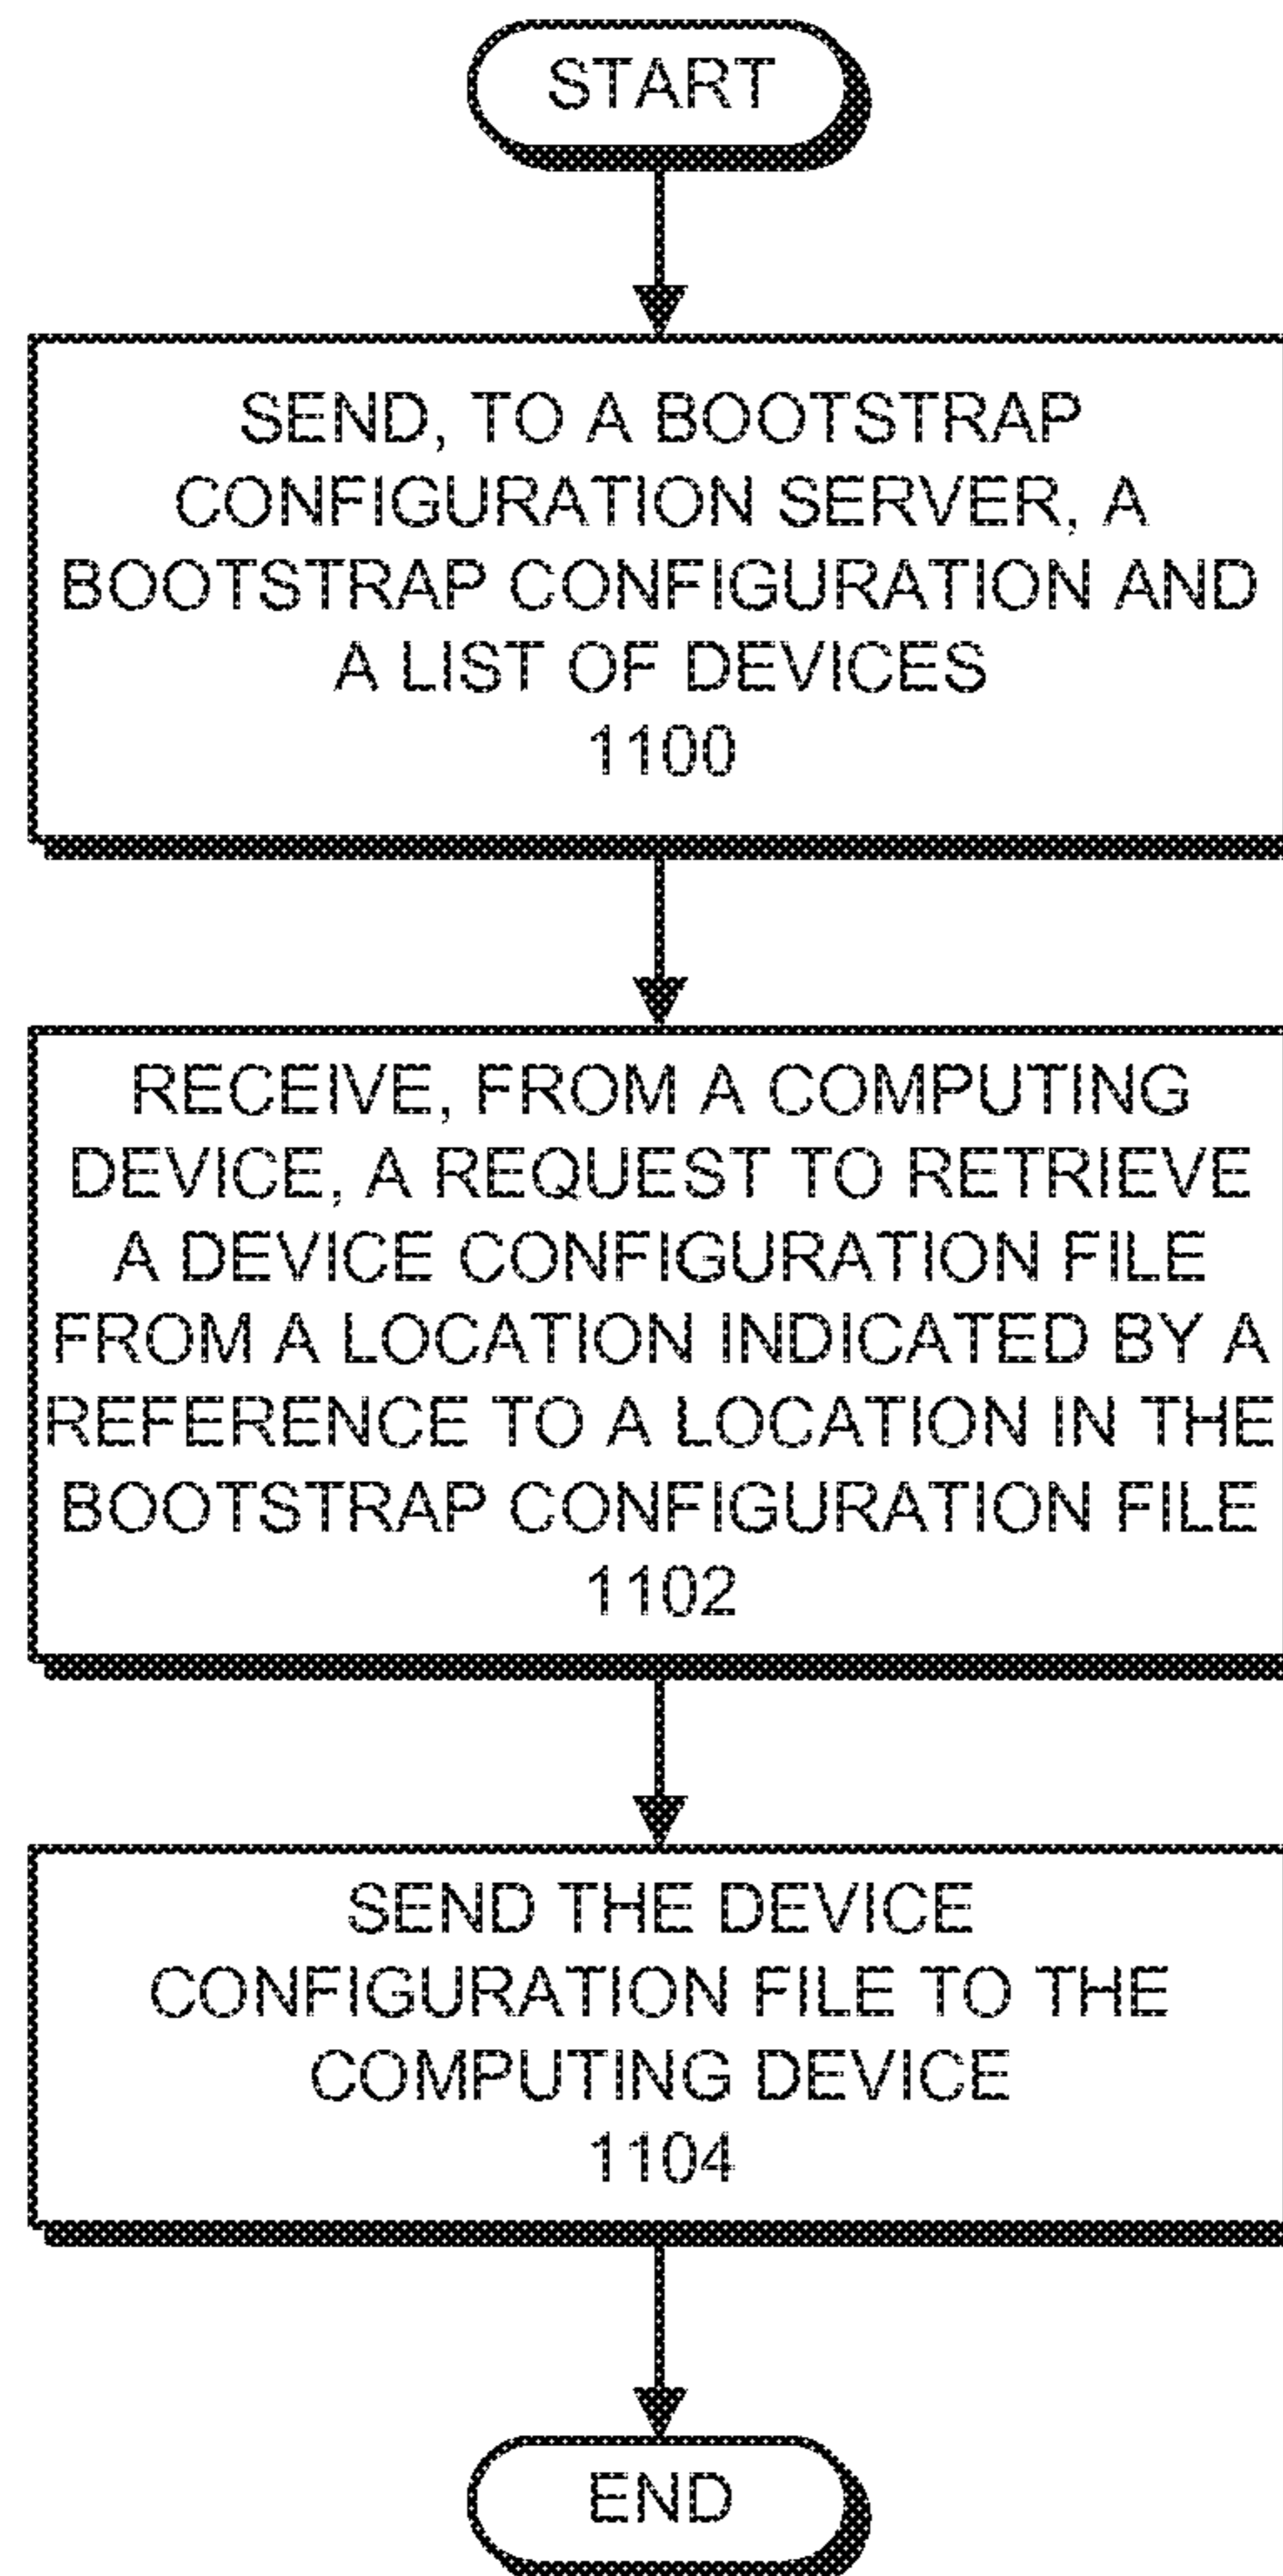 START
SEND, TO A BOOTSTRAP
CONFIGURATION SERVER, A
BOOTSTRAP CONFIGURATION AND
A LIST OF DEVICES
1100
RECEIVE, FROM A COMPUTING
DEVICE, A REQUEST TO RETRIEVE
A DEVICE CONFIGURATION FILE
FROM A LOCATION INDICATED BY A
REFERENCE TO A LOCATION IN THE
BOOTSTRAP CONFIGURATION FILE
1102
SEND THE DEVICE
CONFIGURATION FILE TO THE
COMPUTING DEVICE
1104
END